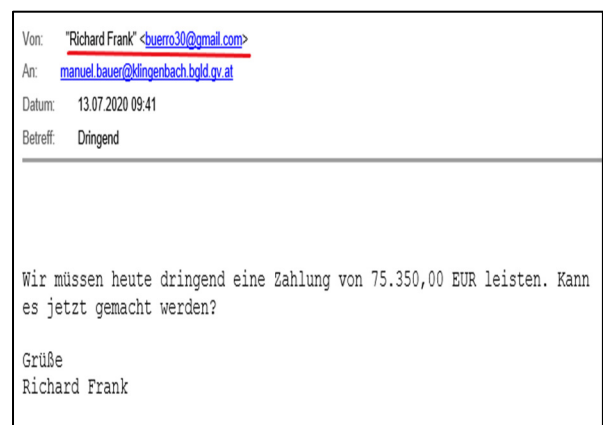 Von: "Richard Frank" <buerro30@gmail.com>
An: manuel.bauer@klingenbach.bgld.gv.at
Datum: 13.07.2020 09:41
Betreff: Dringend
Wir müssen heute dringend eine Zahlung von 75.350,00 EUR leisten. Kann
es jetzt gemacht werden?
Grüße
Richard Frank